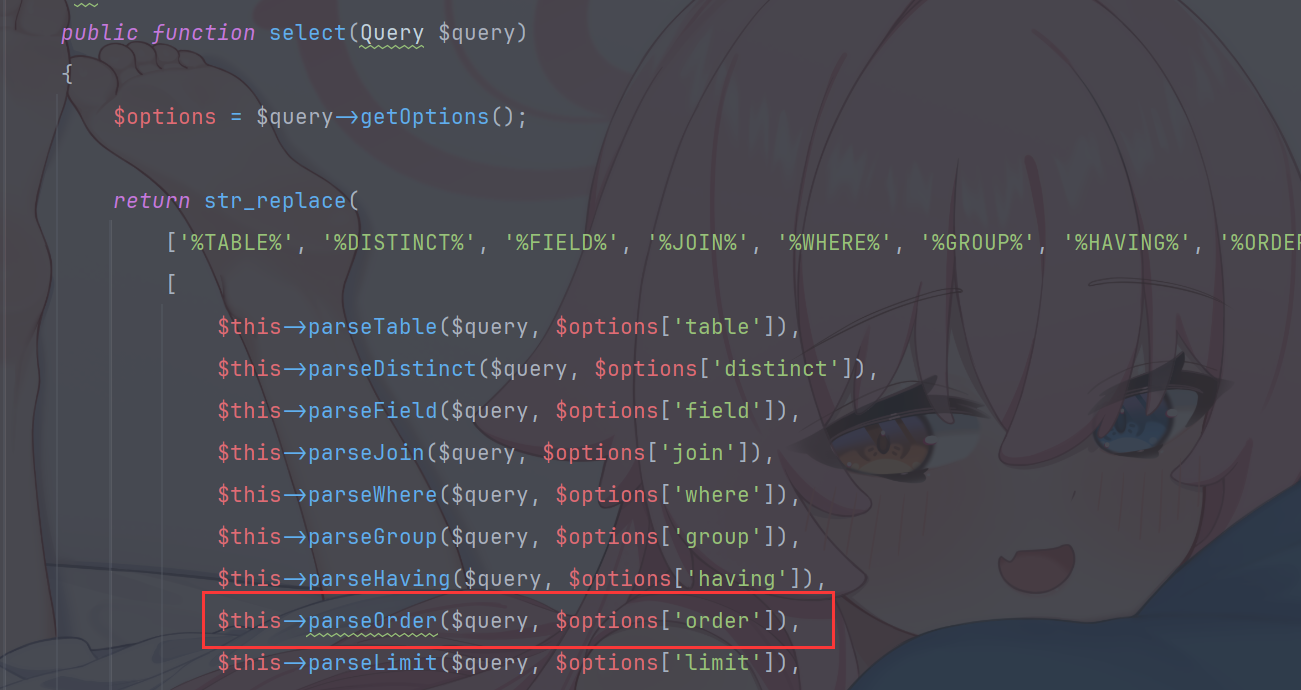 public function select(Query $query)
{
$options = $query->getOptions();
return str_replace(
['%TABLE%', '%DISTINCT%', '%FIELD%', '%JOIN%', '%WHERE%', '%GROUP%', '%HAVING%', '%ORDER
[
$this->parseTable($query, $options['table']),
$this->parseDistinct($query, $options['distinct']),
$this->parseField($query, $options['field']),
$this->parseJoin($query, $options['join']),
$this->parseWhere($query, $options['where']),
$this->parseGroup($query, $options['group']),
$this->parseHaving($query, $options['having']),
$this->parseOrder($query, $options['order']),
$this->parseLimit($query, $options['limit']),